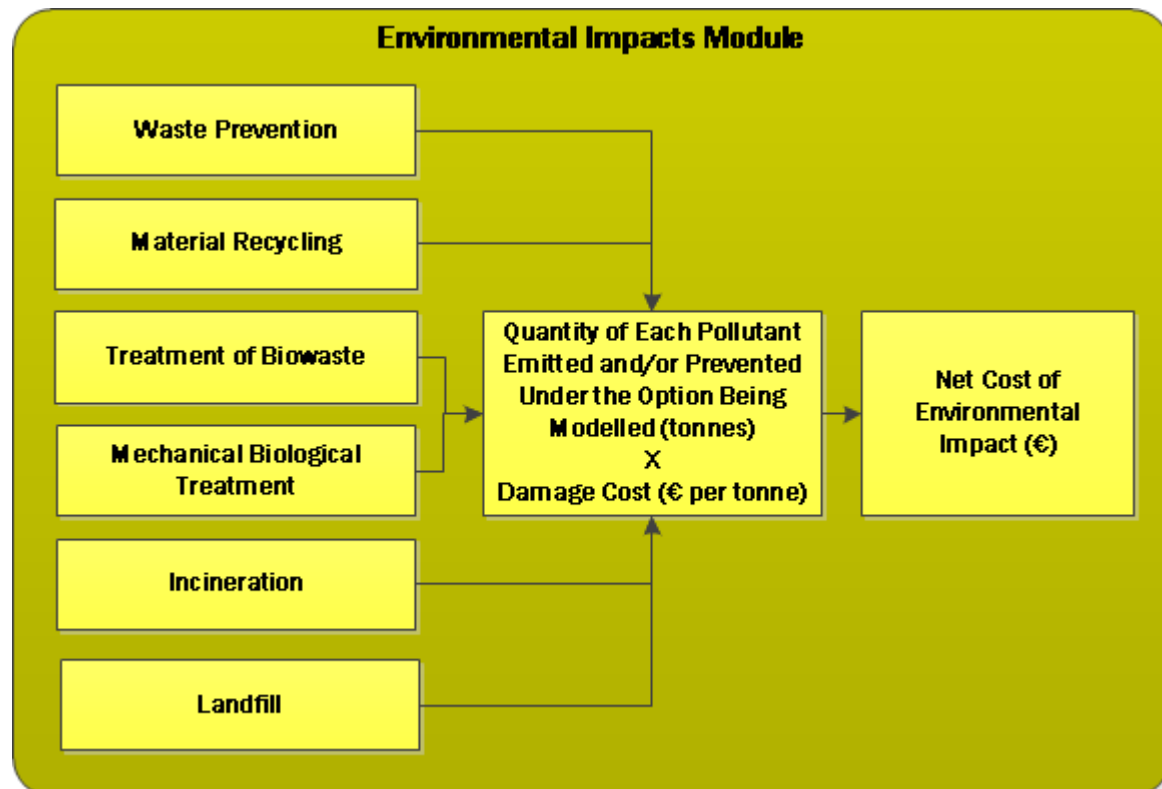 Environmental Impacts Module
Waste Prevention
Material Recycling
Treatment of Biowaste
Mechanical Biological
Treatment
Incineration
Landfill
Quantity of Each Pollutant
Emitted and/or Prevented
Under the Option Being
Modelled (tonnes)
X
Damage Cost (€ per tonne)
Net Cost of
Environmental
Impact (€)